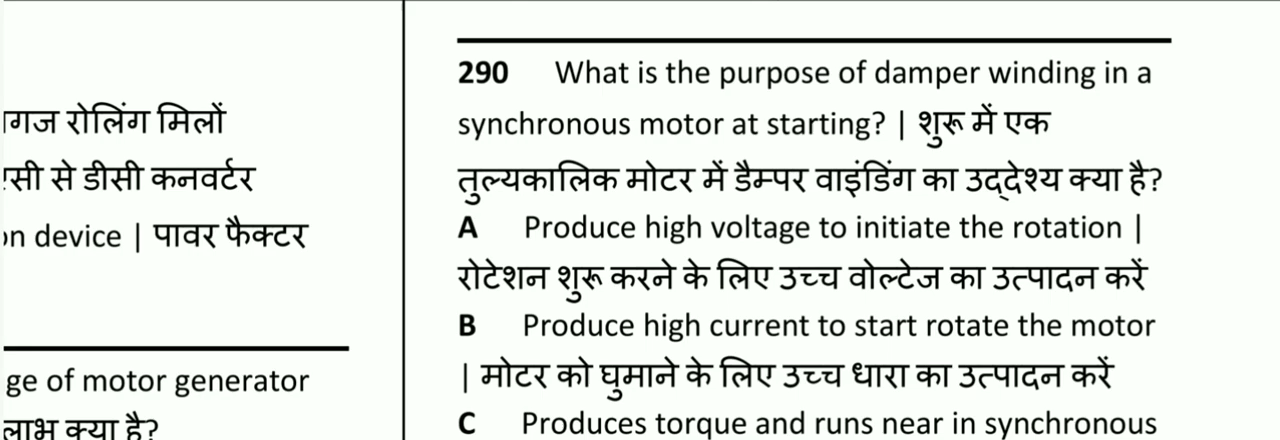 रोलिंग मिलों
से डीसी कनवर्टर
device | पावर फैक्टर
of motor generator
लाभ क्या है?
290 What is the purpose of damper winding in a
synchronous motor at starting? | शुरू में एक
तुल्यकालिक मोटर में डैम्पर वाइंडिंग का उद्देश्य क्या है?
A Produce high voltage to initiate the rotation |
रोटेशन शुरू करने के लिए उच्च वोल्टेज का उत्पादन करें
B Produce high current to start rotate the motor
| मोटर को घुमाने के लिए उच्च धारा का उत्पादन करें
C Produces torque and runs near in synchronous